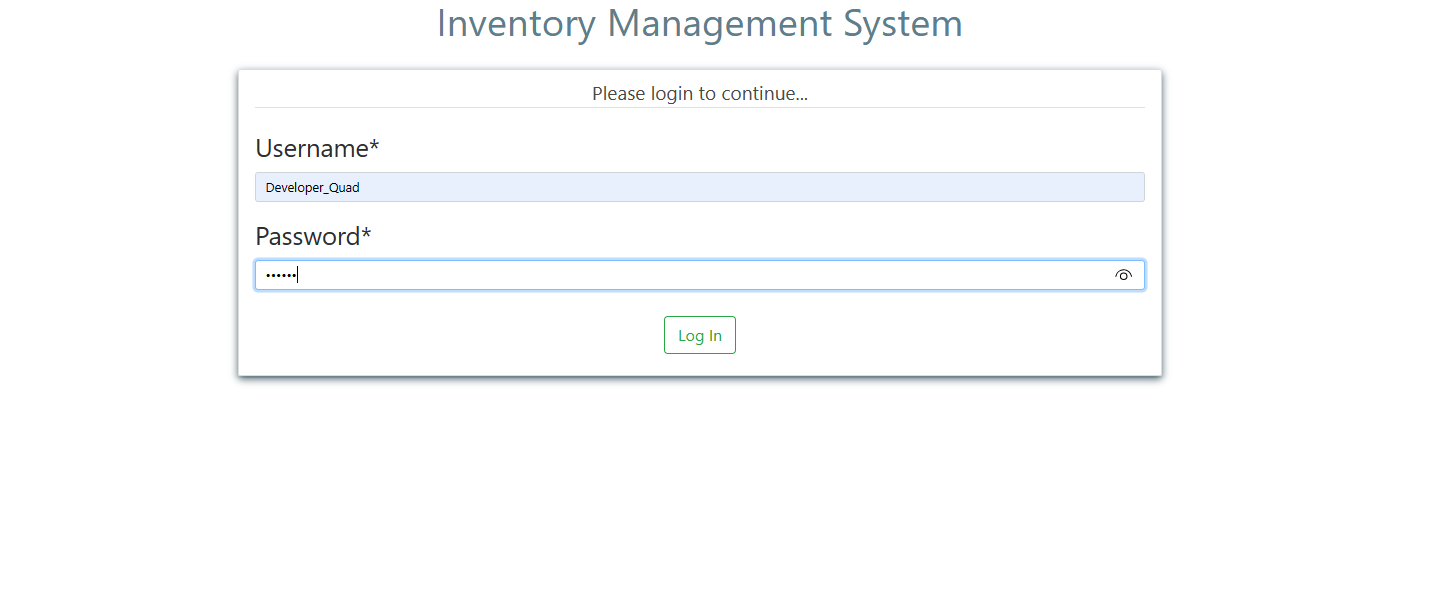 Inventory Management System
Please login to continue...
Username*
Developer_Quad
Password*
••••••
Log In